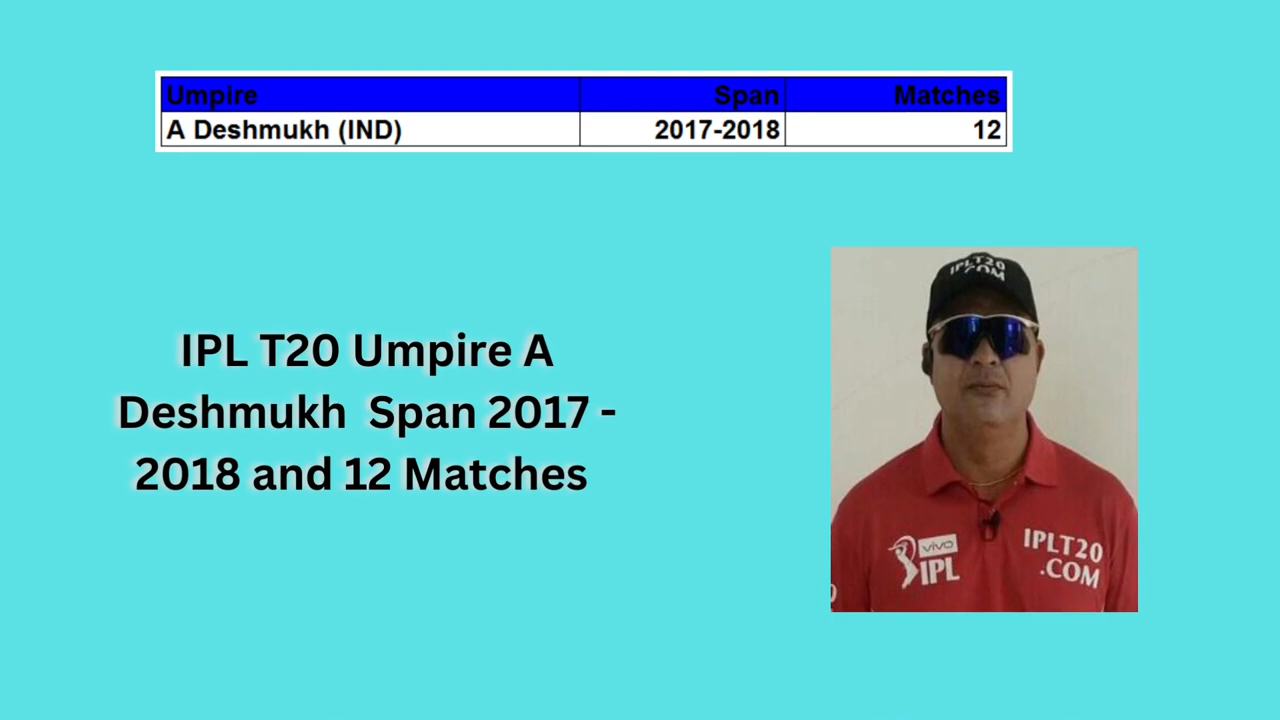 Umpire Span Matches
A Deshmukh (IND) 2017-2018 12
IPL T20 Umpire A
Deshmukh  Span 2017 -
2018 and 12 Matches
IPLT20
.COM
vivo
IPL
IPLT20
.COM